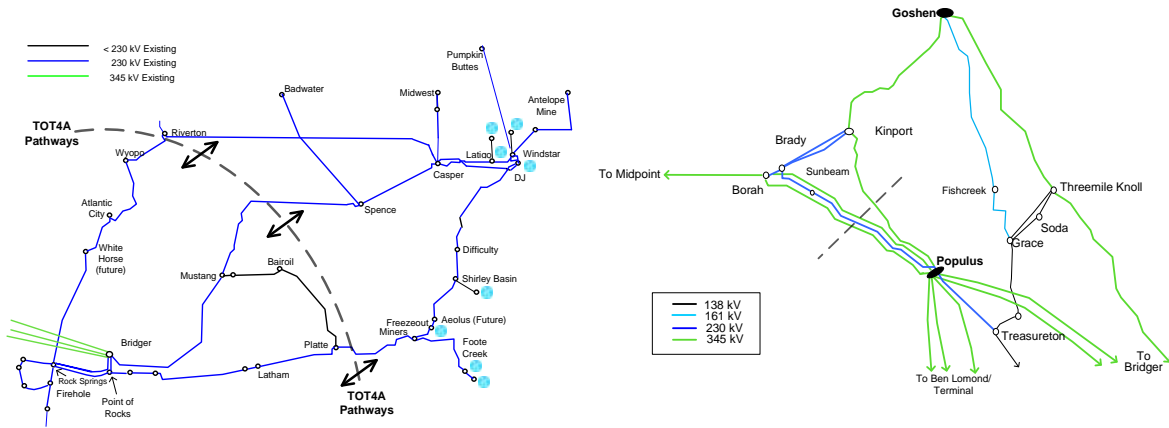 < 230 kV Existing
230 kV Existing
345 kV Existing
TOT4A
Pathways
Riverton
Wyopo
Atlantic
City
White
Horse
(future)
Badwater
Midwest
Pumpkin
Buttes
Antelope
Mine
Latigo
Windstar
DJ
Casper
Spence
Difficulty
Mustang
Bairoil
Shirley Basin
Aeolus (Future)
Freezeout
Miners
Platte
Foote
Creek
Bridger
Rock Springs
Firehole
Point of
Rocks
Latham
TOT4A
Pathways
Goshen
Kinport
Brady
Sunbeam
To Midpoint
Borah
Fishcreek
Threemile Knoll
Soda
Grace
Populus
138 kV
161 kV
230 kV
345 kV
Treasureton
To
Bridger
To Ben Lomond/
Terminal